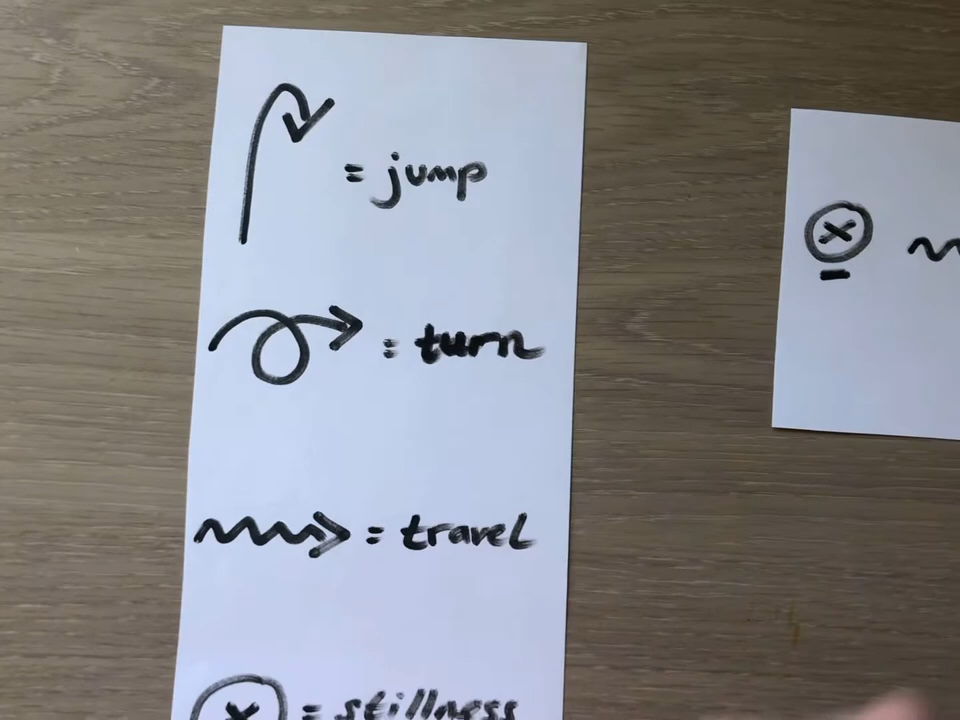 = jump
= turn
= travel
= stillness